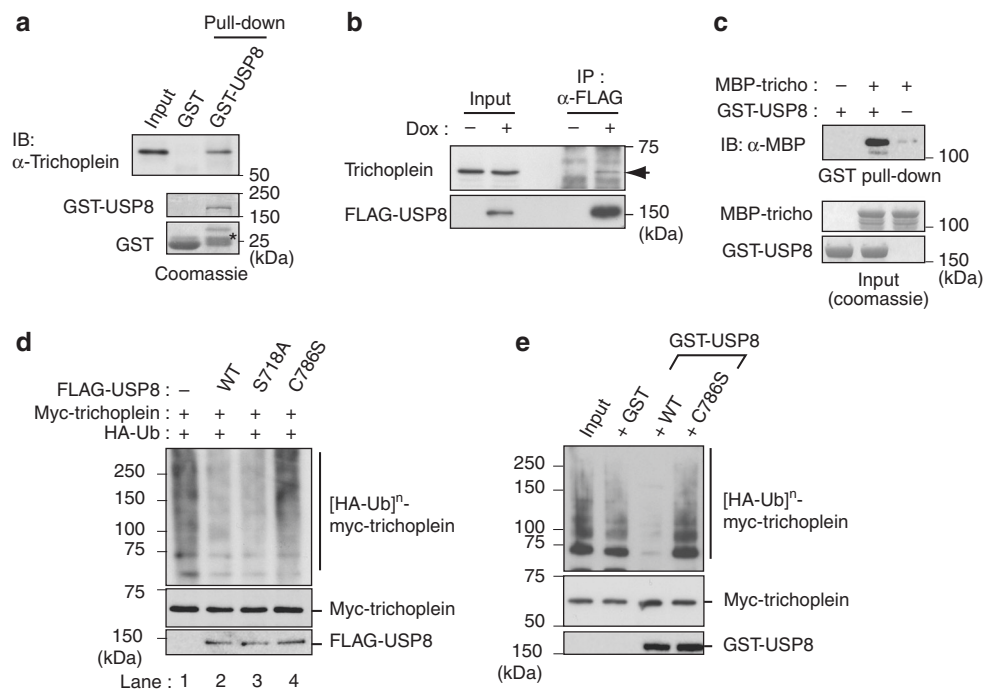 a
Pull-down
Input
GST
GST-USP8
IB:
α-Trichoplein
50
250
GST-USP8
150
GST
*
25
(kDa)
Coomassie
b
Input
IP :
α-FLAG
Dox : – + – +
75
Trichoplein
FLAG-USP8
150
(kDa)
c
MBP-tricho : – + +
GST-USP8 : + + –
IB: α-MBP
100
GST pull-down
MBP-tricho
100
GST-USP8
150
Input
(kDa)
(coomassie)
d
FLAG-USP8 : – WT S718A C786S
Myc-trichoplein : + + + +
HA-Ub : + + + +
250
150
100
75
[HA-Ub]ⁿ-
myc-trichoplein
75
Myc-trichoplein
150
FLAG-USP8
(kDa)
Lane : 1 2 3 4
e
GST-USP8
Input
+ GST
+ WT
+ C786S
250
150
100
75
[HA-Ub]ⁿ-
myc-trichoplein
75
Myc-trichoplein
50
150
GST-USP8
(kDa)